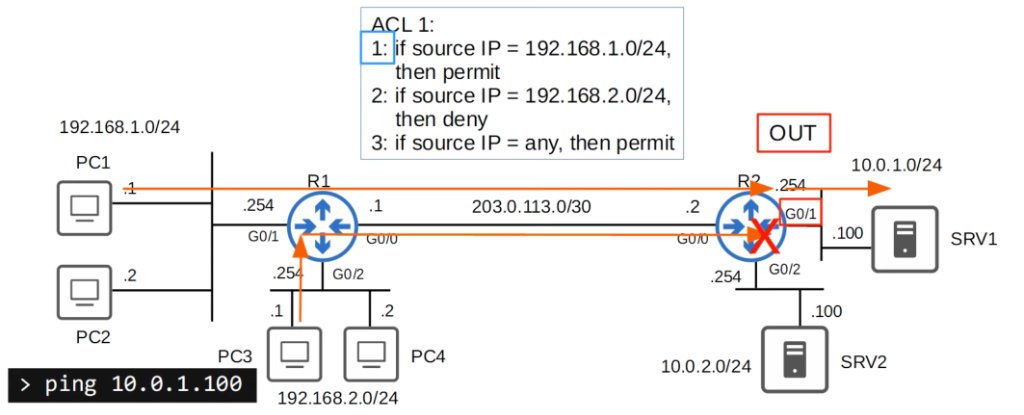 ACL 1:
1: if source IP = 192.168.1.0/24,
then permit
2: if source IP = 192.168.2.0/24,
then deny
3: if source IP = any, then permit
192.168.1.0/24
OUT
PC1
10.0.1.0/24
R1
R2
.1
.254
.254
.1
203.0.113.0/30
.2
G0/1
G0/1
G0/0
G0/0
.100
SRV1
.2
.254
G0/2
.254
G0/2
PC2
.1
.2
.100
PC3
PC4
10.0.2.0/24
SRV2
> ping 10.0.1.100
192.168.2.0/24